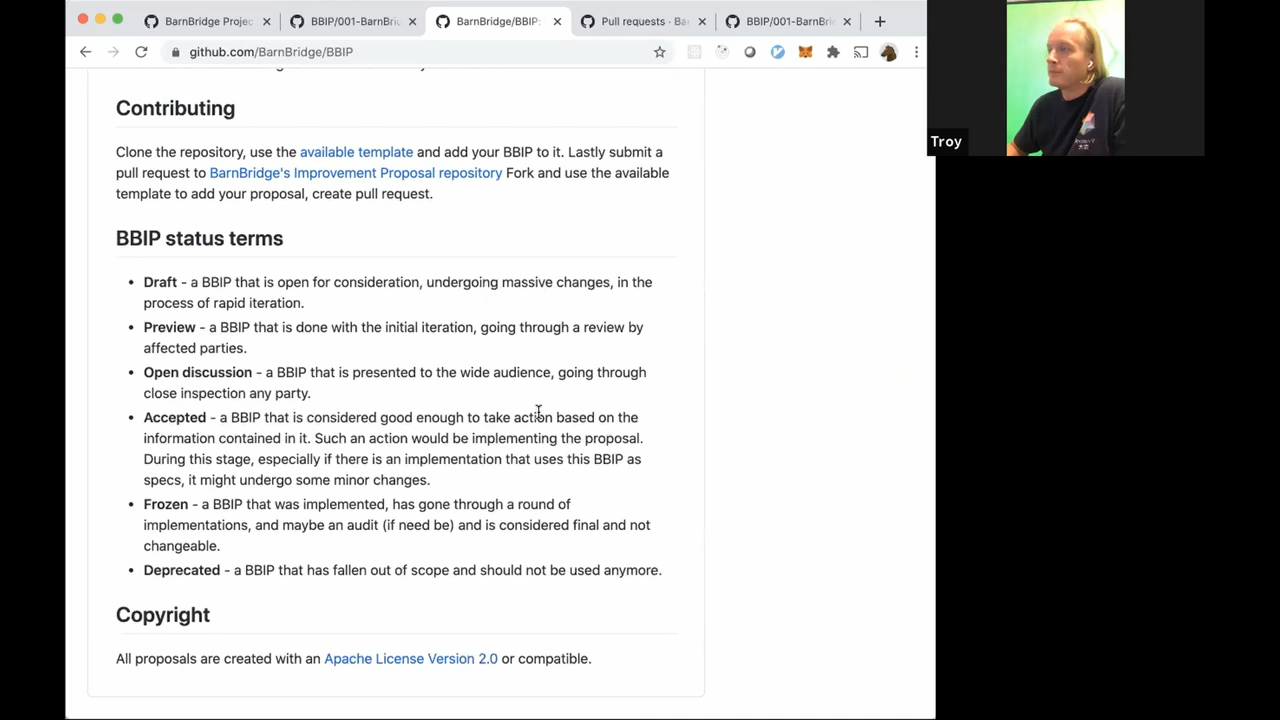 BarnBridge Projec
BBIP/001-BarnBri
BarnBridge/BBIP:
Pull requests · Ba
BBIP/001-BarnBri
github.com/BarnBridge/BBIP
Troy
Contributing
Clone the repository, use the available template and add your BBIP to it. Lastly submit a
pull request to BarnBridge's Improvement Proposal repository Fork and use the available
template to add your proposal, create pull request.
BBIP status terms
• Draft - a BBIP that is open for consideration, undergoing massive changes, in the
process of rapid iteration.
• Preview - a BBIP that is done with the initial iteration, going through a review by
affected parties.
• Open discussion - a BBIP that is presented to the wide audience, going through
close inspection any party.
• Accepted - a BBIP that is considered good enough to take action based on the
information contained in it. Such an action would be implementing the proposal.
During this stage, especially if there is an implementation that uses this BBIP as
specs, it might undergo some minor changes.
• Frozen - a BBIP that was implemented, has gone through a round of
implementations, and maybe an audit (if need be) and is considered final and not
changeable.
• Deprecated - a BBIP that has fallen out of scope and should not be used anymore.
Copyright
All proposals are created with an Apache License Version 2.0 or compatible.